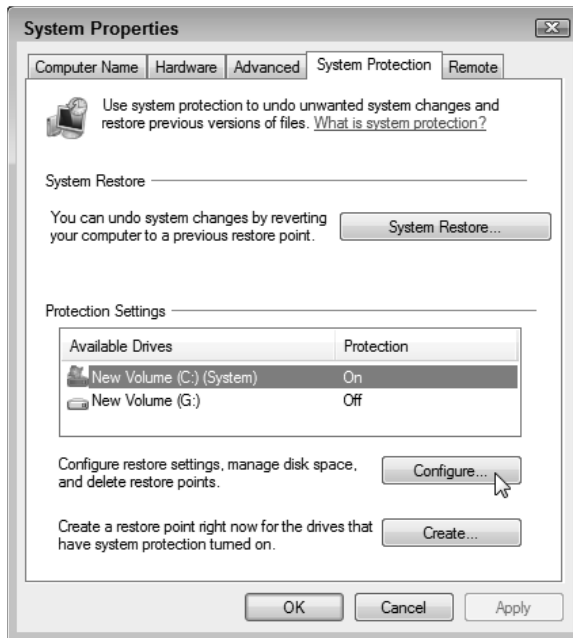 System Properties
Computer Name Hardware Advanced System Protection Remote
Use system protection to undo unwanted system changes and
restore previous versions of files. What is system protection?
System Restore
You can undo system changes by reverting
your computer to a previous restore point.
System Restore...
Protection Settings
Available Drives Protection
New Volume (C:) (System) On
New Volume (G:) Off
Configure restore settings, manage disk space,
and delete restore points.
Configure...
Create a restore point right now for the drives that
have system protection turned on.
Create...
OK Cancel Apply